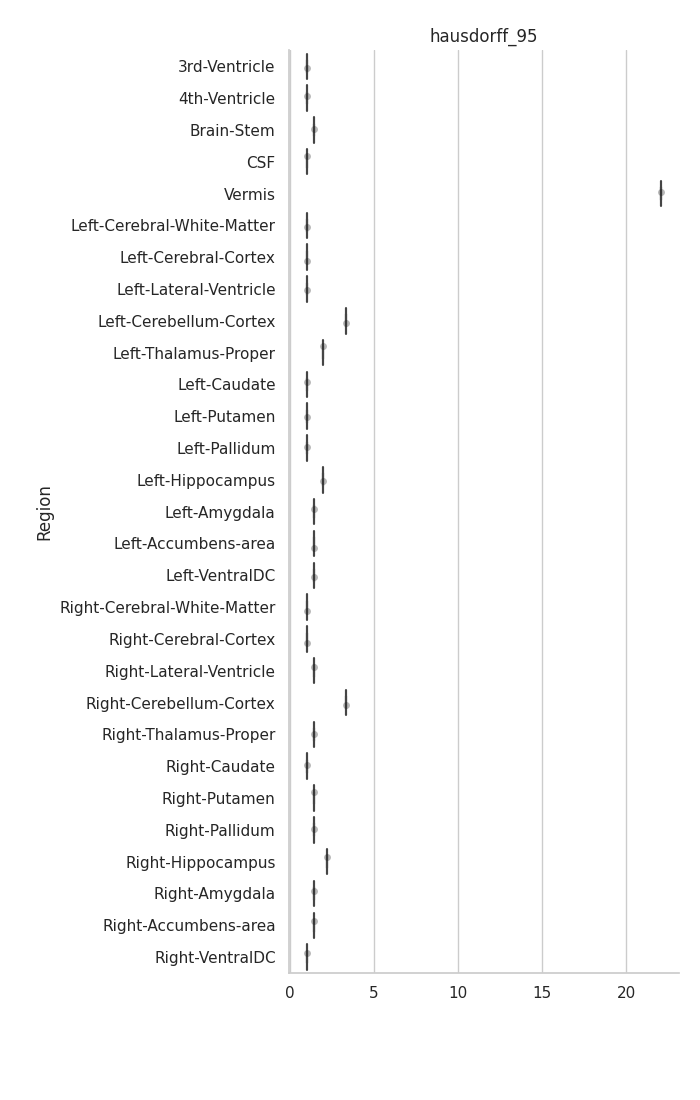 hausdorff_95
3rd-Ventricle
4th-Ventricle
Brain-Stem
CSF
Vermis
Left-Cerebral-White-Matter
Left-Cerebral-Cortex
Left-Lateral-Ventricle
Left-Cerebellum-Cortex
Left-Thalamus-Proper
Left-Caudate
Left-Putamen
Left-Pallidum
Left-Hippocampus
Region
Left-Amygdala
Left-Accumbens-area
Left-VentralDC
Right-Cerebral-White-Matter
Right-Cerebral-Cortex
Right-Lateral-Ventricle
Right-Cerebellum-Cortex
Right-Thalamus-Proper
Right-Caudate
Right-Putamen
Right-Pallidum
Right-Hippocampus
Right-Amygdala
Right-Accumbens-area
Right-VentralDC
0 5 10 15 20